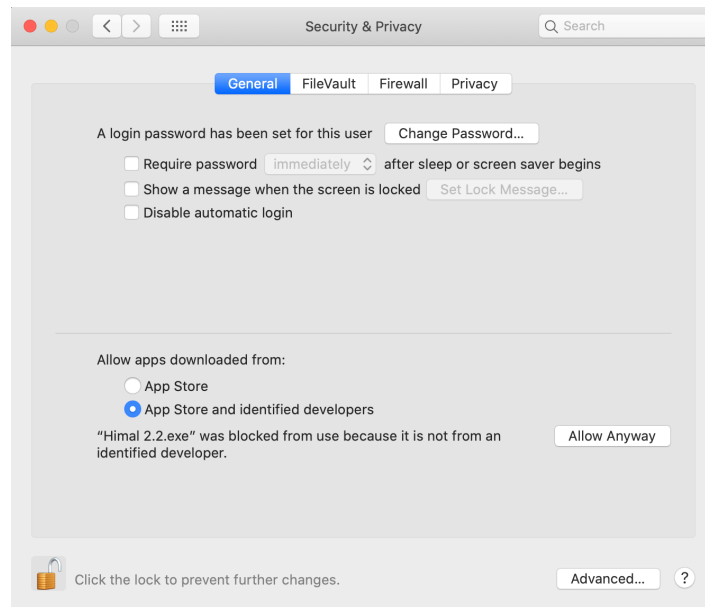 Security & Privacy
Search
General FileVault Firewall Privacy
A login password has been set for this user Change Password...
Require password immediately after sleep or screen saver begins
Show a message when the screen is locked Set Lock Message...
Disable automatic login
Allow apps downloaded from:
App Store
App Store and identified developers
“Himal 2.2.exe” was blocked from use because it is not from an Allow Anyway
identified developer.
Click the lock to prevent further changes. Advanced... ?